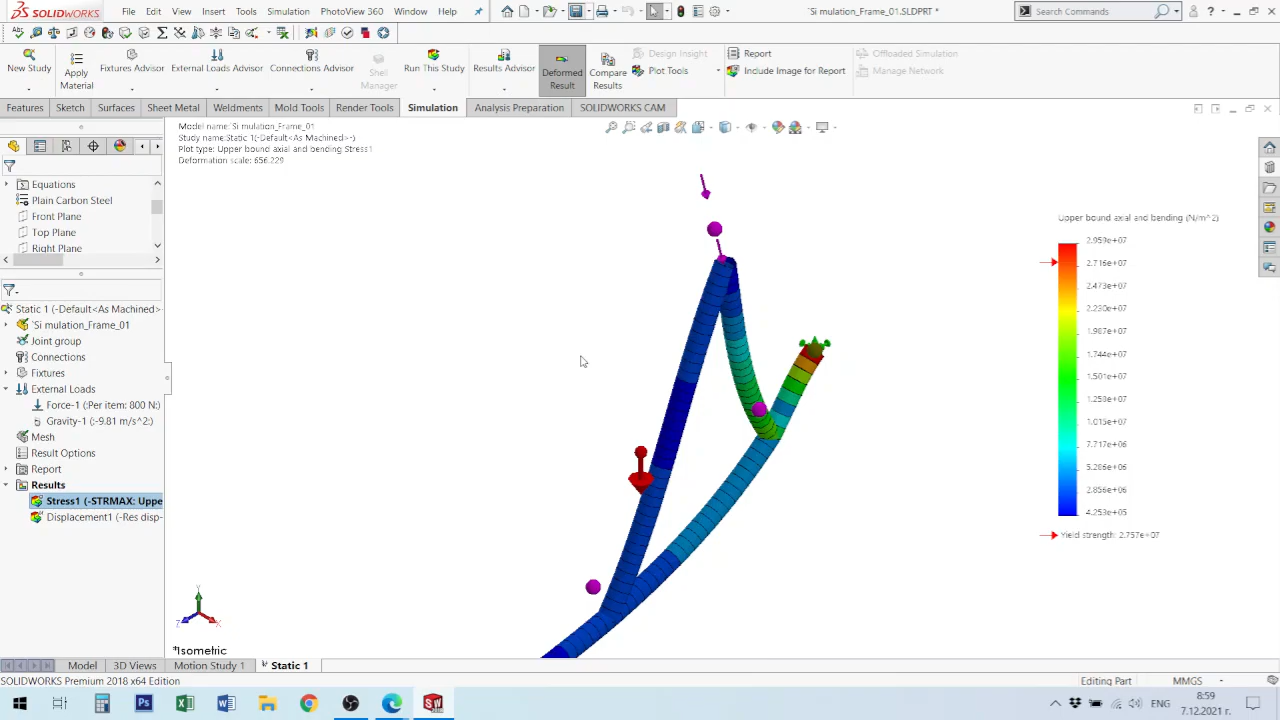 SOLIDWORKS
File Edit View Insert Tools Simulation PhotoView 360 Window Help
`Si mulation_Frame_01.SLDPRT *
Search Commands
New Study
Apply Material
Fixtures Advisor
External Loads Advisor
Connections Advisor
Shell Manager
Run This Study
Results Advisor
Deformed Result
Compare Results
Design Insight
Plot Tools
Report
Include Image for Report
Offloaded Simulation
Manage Network
Features Sketch Surfaces Sheet Metal Weldments Mold Tools Render Tools Simulation Analysis Preparation SOLIDWORKS CAM
Model name: Si mulation_Frame_01
Study name:Static 1(-Default<As Machined>-)
Plot type: Upper bound axial and bending Stress1
Deformation scale: 656.229
Equations
Plain Carbon Steel
Front Plane
Top Plane
Right Plane
Static 1 (-Default<As Machined>
`Si mulation_Frame_01
Joint group
Connections
Fixtures
External Loads
Force-1 (:Per item: 800 N:)
Gravity-1 (:-9.81 m/s^2:)
Mesh
Result Options
Report
Results
Stress1 (-STRMAX: Uppe
Displacement1 (-Res disp-
Upper bound axial and bending (N/m^2)
2.959e+07
2.716e+07
2.473e+07
2.230e+07
1.987e+07
1.744e+07
1.501e+07
1.258e+07
1.015e+07
7.717e+06
5.286e+06
2.856e+06
4.253e+05
Yield strength: 2.757e+07
Y
Z X
*Isometric
Model 3D Views Motion Study 1 Static 1
SOLIDWORKS Premium 2018 x64 Edition
Editing Part
MMGS
ENG
8:59
7.12.2021 г.